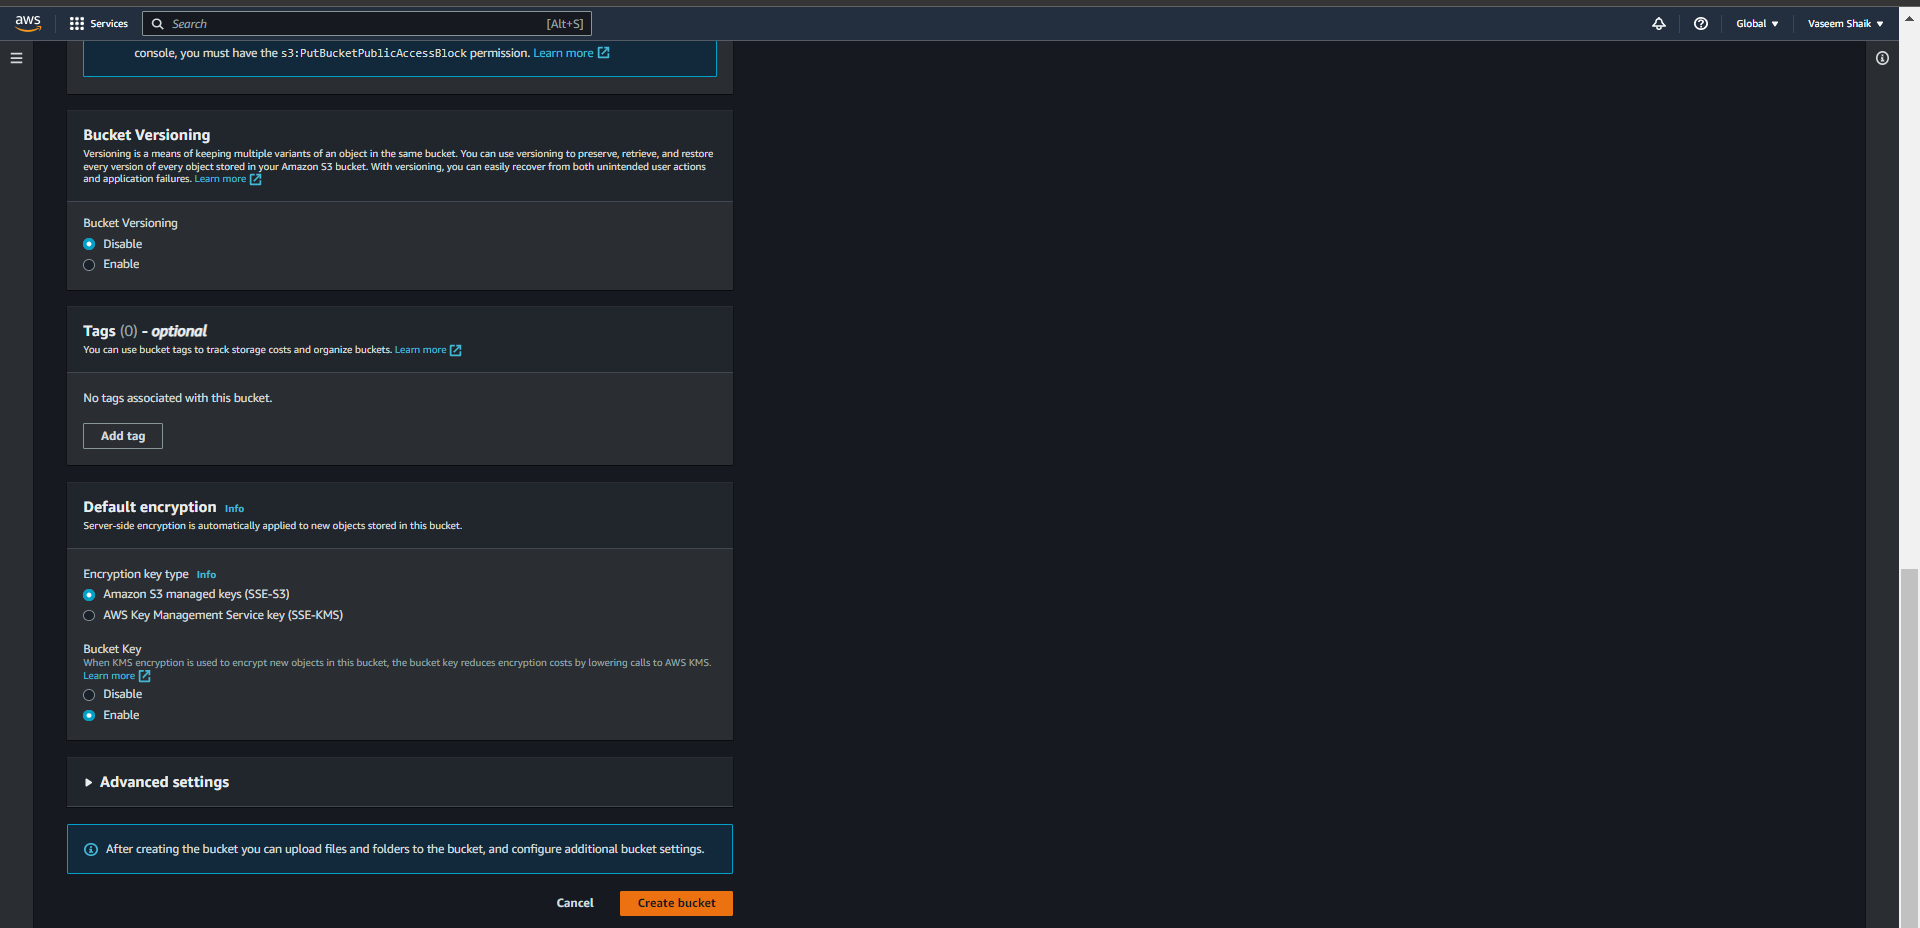 aws
Services
Search
[Alt+S]
Global
Vaseem Shaik
console, you must have the s3:PutBucketPublicAccessBlock permission. Learn more
Bucket Versioning
Versioning is a means of keeping multiple variants of an object in the same bucket. You can use versioning to preserve, retrieve, and restore
every version of every object stored in your Amazon S3 bucket. With versioning, you can easily recover from both unintended user actions
and application failures. Learn more
Bucket Versioning
Disable
Enable
Tags (0) - optional
You can use bucket tags to track storage costs and organize buckets. Learn more
No tags associated with this bucket.
Add tag
Default encryption Info
Server-side encryption is automatically applied to new objects stored in this bucket.
Encryption key type Info
Amazon S3 managed keys (SSE-S3)
AWS Key Management Service key (SSE-KMS)
Bucket Key
When KMS encryption is used to encrypt new objects in this bucket, the bucket key reduces encryption costs by lowering calls to AWS KMS.
Learn more
Disable
Enable
Advanced settings
After creating the bucket you can upload files and folders to the bucket, and configure additional bucket settings.
Cancel
Create bucket